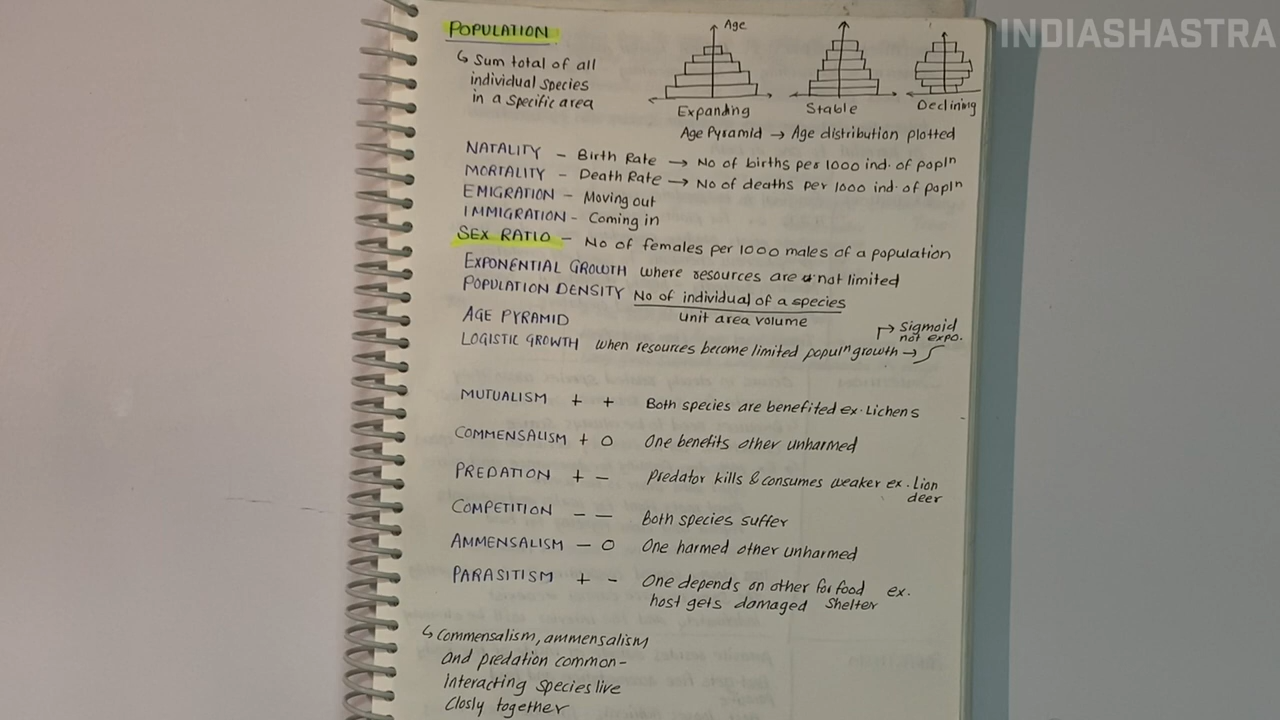 INDIASHASTRA
POPULATION
↳ Sum total of all
individual species
in a specific area
Age
Expanding
Stable
Declining
Age Pyramid → Age distribution plotted
NATALITY – Birth Rate → No of births per 1000 ind. of popln
MORTALITY – Death Rate → No of deaths per 1000 ind. of popln
EMIGRATION – Moving out
IMMIGRATION – Coming in
SEX RATIO – No of females per 1000 males of a population
EXPONENTIAL GROWTH where resources are not limited
POPULATION DENSITY No of individual of a species
unit area volume
AGE PYRAMID
→ Sigmoid
not expo.
LOGISTIC GROWTH when resources become limited populn growth →
MUTUALISM + + Both species are benefited ex. Lichens
COMMENSALISM + O One benefits other unharmed
PREDATION + – Predator kills & consumes weaker ex. Lion
deer
COMPETITION – – Both species suffer
AMMENSALISM – O One harmed other unharmed
PARASITISM + – One depends on other for food ex.
host gets damaged Shelter
↳ Commensalism, ammensalism
and predation common–
Interacting species live
Closly together